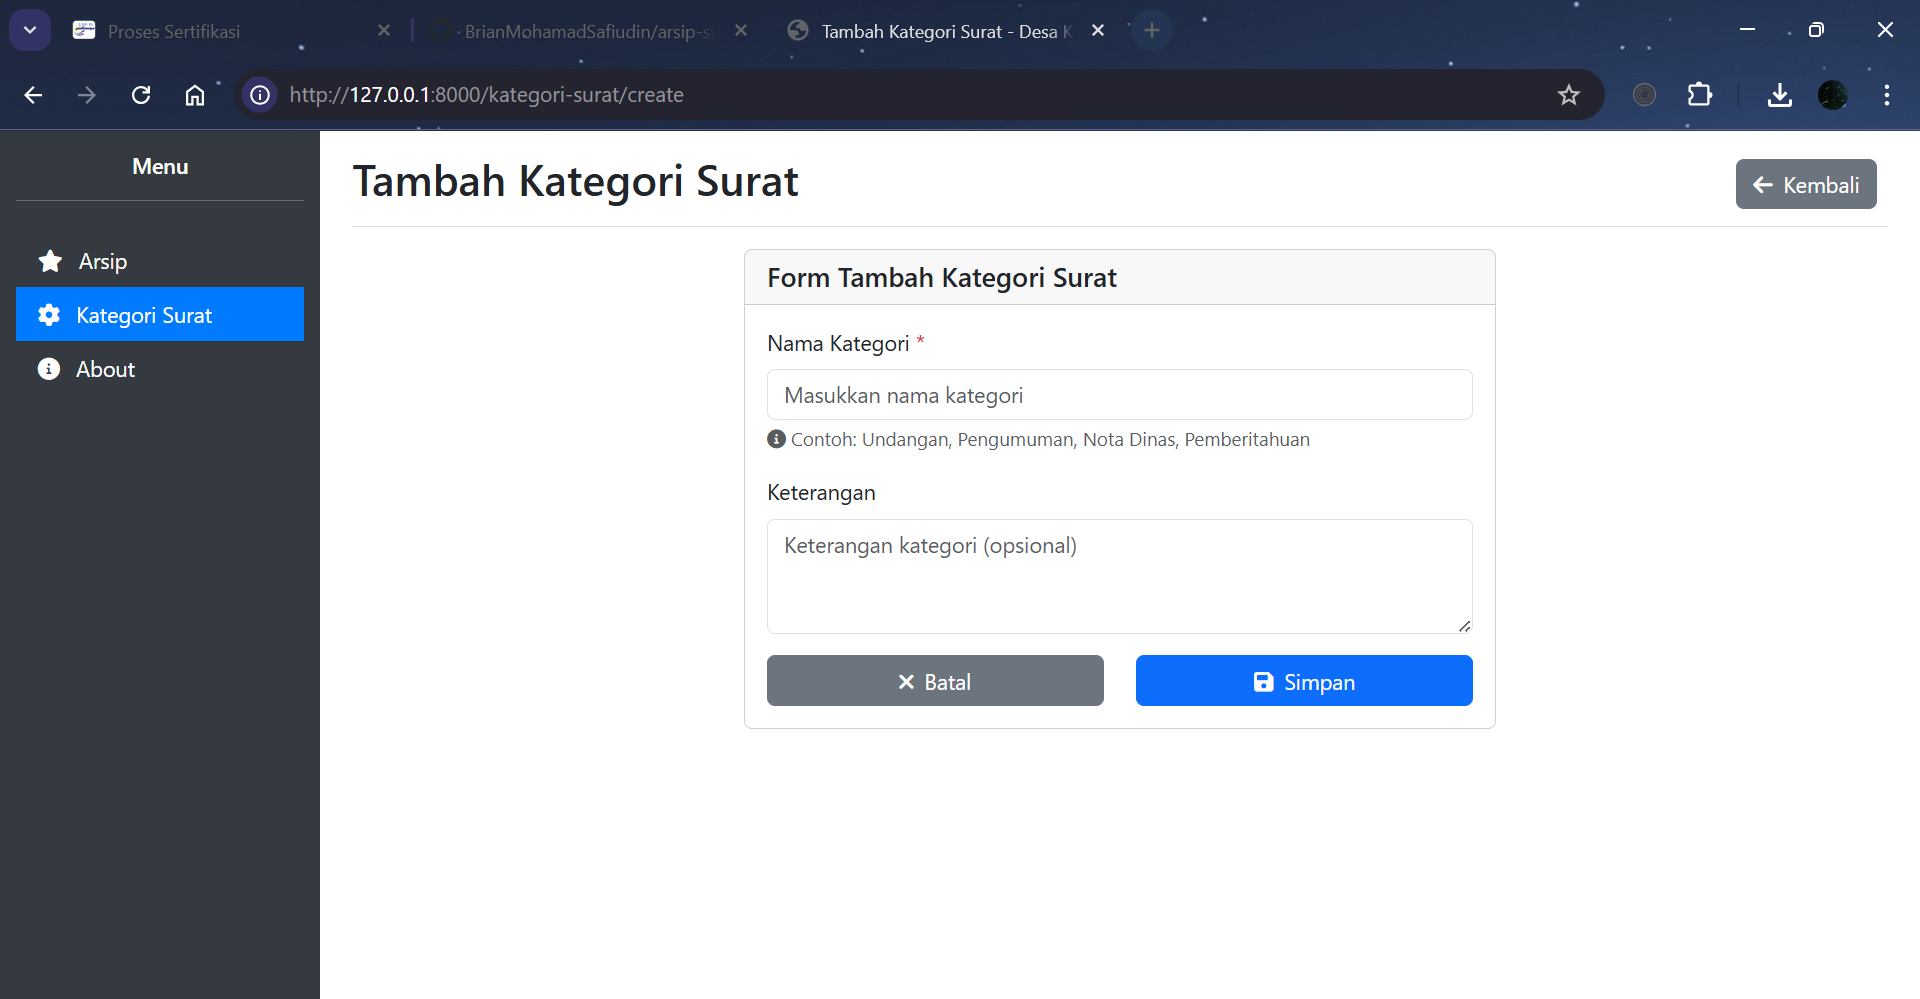 Proses Sertifikasi
BrianMohamadSafiudin/arsip-s
Tambah Kategori Surat - Desa K
http://127.0.0.1:8000/kategori-surat/create
Menu
Arsip
Kategori Surat
About
Tambah Kategori Surat
Kembali
Form Tambah Kategori Surat
Nama Kategori *
Masukkan nama kategori
Contoh: Undangan, Pengumuman, Nota Dinas, Pemberitahuan
Keterangan
Keterangan kategori (opsional)
Batal
Simpan